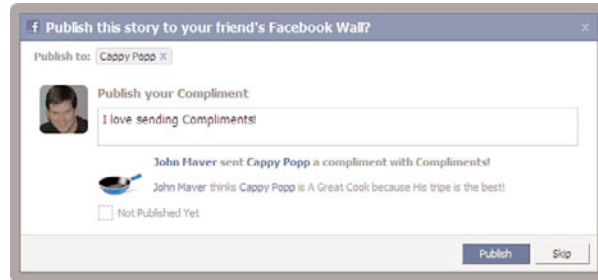 f Publish this story to your friend's Facebook Wall? x
Publish to: Cappy Popp x
Publish your Compliment
I love sending Compliments!
John Maver sent Cappy Popp a compliment with Compliments!
John Maver thinks Cappy Popp is A Great Cook because His tripe is the best!
Not Published Yet
Publish Skip